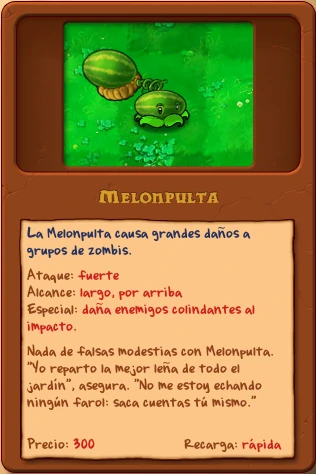 Melonpulta
La Melonpulta causa grandes daños a
grupos de zombis.
Ataque: fuerte
Alcance: largo, por arriba
Especial: daña enemigos colindantes al
impacto.
Nada de falsas modestias con Melonpulta.
"Yo reparto la mejor leña de todo el
jardín", asegura. "No me estoy echando
ningún farol: saca cuentas tú mismo."
Precio: 300 Recarga: rápida